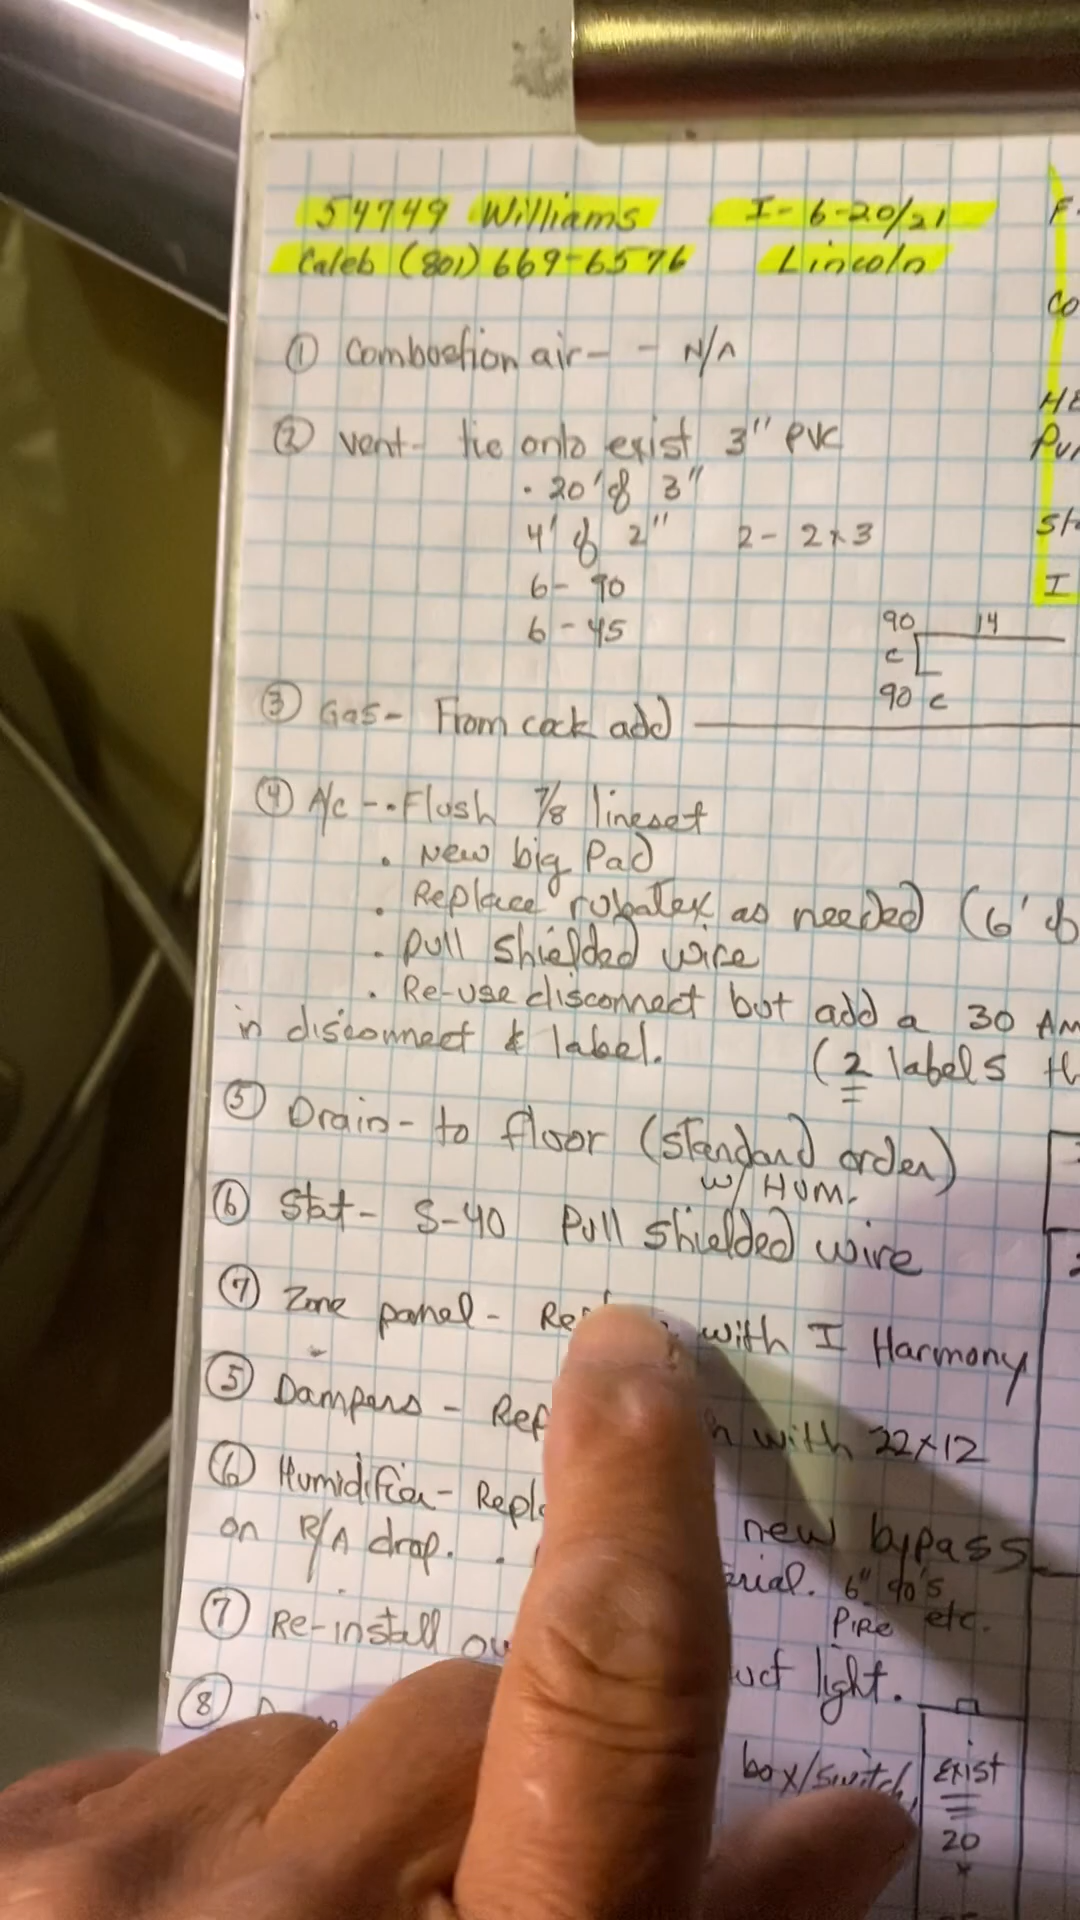 54749 Williams I- 6-20/21
Caleb (801) 669-6576 Lincoln
① Combustion air - - N/A
② Vent - tie onto exist 3" PVC
· 20' of 3"
4' of 2" 2 - 2x3
6 - 90
6 - 45
90 14
c
90 c
③ Gas - From cock add
④ A/C - · Flush 7/8 lineset
· New big Pad
· Replace rubatex as needed (6' of
· Pull shielded wire
· Re-use disconnect but add a 30
in disconnect & label. (2 labels
⑤ Drain - to floor (standard order)
w/ HUM.
⑥ Stat - S-40 Pull shielded wire
⑦ Zone panel - with I Harmony
⑤ Dampers - with 22x12
⑥ Humidifier - new bypass
on R/A drop. · 6" 90's
Pipe etc.
⑦ Re-install light.
⑧ box/switch,
Exist
20
x